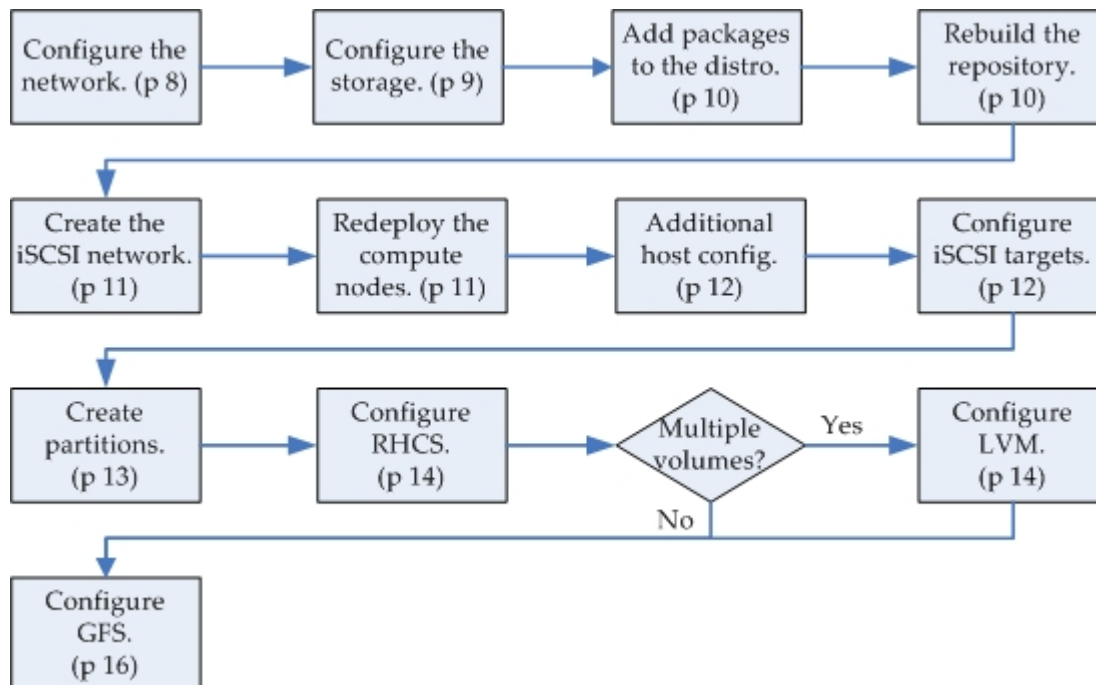 Configure the
network. (p 8)
Configure the
storage. (p 9)
Add packages
to the distro.
(p 10)
Rebuild the
repository.
(p 10)
Create the
iSCSI network.
(p 11)
Redeploy the
compute
nodes. (p 11)
Additional
host config.
(p 12)
Configure
iSCSI targets.
(p 12)
Create
partitions.
(p 13)
Configure
RHCS.
(p 14)
Multiple
volumes?
Yes
Configure
LVM.
(p 14)
No
Configure
GFS.
(p 16)